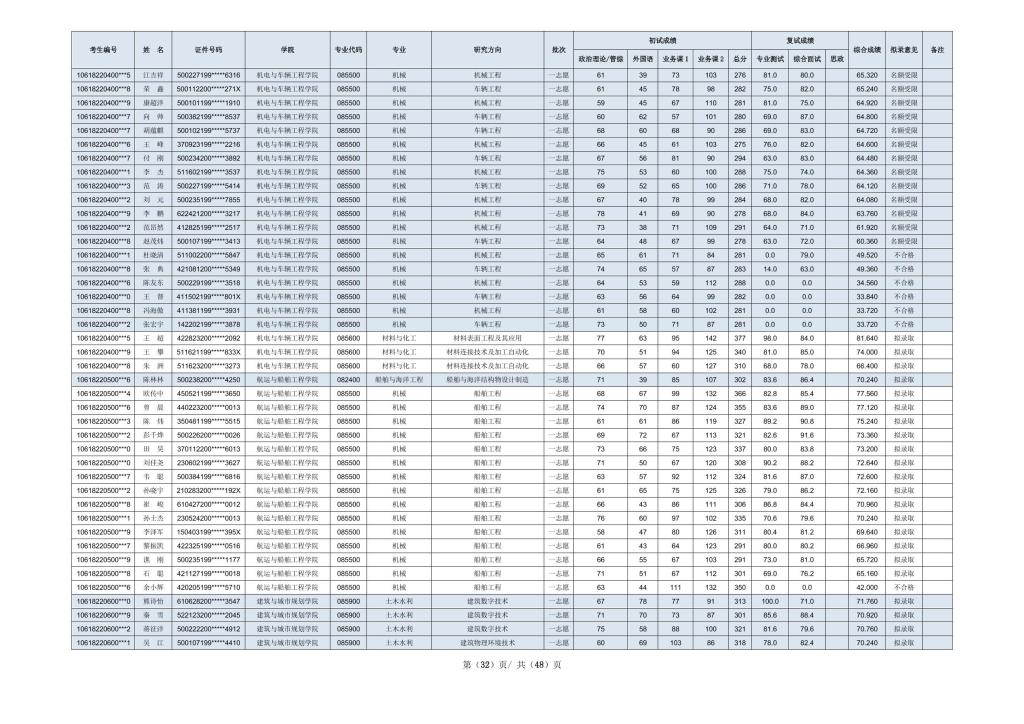 考生编号 姓 名 证件号码 学院 专业代码 专业 研究方向 批次 初试成绩 复试成绩 综合成绩 拟录意见 备注
政治理论/管综 外国语 业务课1 业务课2 总分 专业测试 综合面试 思政
10618220400***5 江吉祥 500227199*****6316 机电与车辆工程学院 085500 机械 机械工程 一志愿 61 39 73 103 276 81.0 80.0 65.320 名额受限
10618220400***8 荣 鑫 500112200*****271X 机电与车辆工程学院 085500 机械 车辆工程 一志愿 61 45 78 98 282 75.0 82.0 65.240 名额受限
10618220400***9 康超洋 500101199*****1910 机电与车辆工程学院 085500 机械 机械工程 一志愿 59 45 67 110 281 81.0 75.0 64.920 名额受限
10618220400***7 向 帅 500382199*****8537 机电与车辆工程学院 085500 机械 车辆工程 一志愿 60 62 57 101 280 69.0 87.0 64.800 名额受限
10618220400***7 胡蕴麒 500102199*****5737 机电与车辆工程学院 085500 机械 车辆工程 一志愿 68 60 68 90 286 69.0 83.0 64.720 名额受限
10618220400***6 王 峰 370923199*****2216 机电与车辆工程学院 085500 机械 机械工程 一志愿 66 45 61 103 275 76.0 82.0 64.600 名额受限
10618220400***7 付 刚 500234200*****3892 机电与车辆工程学院 085500 机械 车辆工程 一志愿 67 56 81 90 294 63.0 83.0 64.480 名额受限
10618220400***1 李 杰 511602199*****3537 机电与车辆工程学院 085500 机械 机械工程 一志愿 75 53 60 100 288 75.0 74.0 64.360 名额受限
10618220400***3 范 涛 500227199*****5414 机电与车辆工程学院 085500 机械 车辆工程 一志愿 69 52 65 100 286 71.0 78.0 64.120 名额受限
10618220400***2 刘 元 500235199*****7855 机电与车辆工程学院 085500 机械 机械工程 一志愿 67 40 78 99 284 68.0 82.0 64.080 名额受限
10618220400***9 李 鹏 622421200*****3217 机电与车辆工程学院 085500 机械 机械工程 一志愿 78 41 69 90 278 68.0 84.0 63.760 名额受限
10618220400***2 范昂然 412825199*****2517 机电与车辆工程学院 085500 机械 机械工程 一志愿 73 38 71 109 291 64.0 71.0 61.920 名额受限
10618220400***8 赵茂炜 500107199*****3413 机电与车辆工程学院 085500 机械 车辆工程 一志愿 64 48 67 99 278 63.0 72.0 60.360 名额受限
10618220400***1 杜晓清 511002200*****5847 机电与车辆工程学院 085500 机械 机械工程 一志愿 65 61 71 84 281 0.0 79.0 49.520 不合格
10618220400***8 张 典 421081200*****5349 机电与车辆工程学院 085500 机械 机械工程 一志愿 74 65 57 87 283 14.0 63.0 49.360 不合格
10618220400***6 陈友东 500229199*****3518 机电与车辆工程学院 085500 机械 机械工程 一志愿 64 53 59 112 288 0.0 0.0 34.560 不合格
10618220400***0 王 督 411502199*****801X 机电与车辆工程学院 085500 机械 车辆工程 一志愿 63 56 64 99 282 0.0 0.0 33.840 不合格
10618220400***8 冯海傲 411381199*****3931 机电与车辆工程学院 085500 机械 机械工程 一志愿 61 58 60 102 281 0.0 0.0 33.720 不合格
10618220400***2 张宏宇 142202199*****3878 机电与车辆工程学院 085500 机械 车辆工程 一志愿 73 50 71 87 281 0.0 0.0 33.720 不合格
10618220400***5 王 超 422823200*****2092 机电与车辆工程学院 085600 材料与化工 材料表面工程及其应用 一志愿 77 63 95 142 377 98.0 84.0 81.640 拟录取
10618220400***9 王 攀 511621199*****833X 机电与车辆工程学院 085600 材料与化工 材料连接技术及加工自动化 一志愿 70 51 94 125 340 81.0 85.0 74.000 拟录取
10618220400***8 朱 洲 511623200*****3273 机电与车辆工程学院 085600 材料与化工 材料连接技术及加工自动化 一志愿 66 57 60 127 310 68.0 78.0 66.400 拟录取
10618220500***6 陈林林 500238200*****4250 航运与船舶工程学院 082400 船舶与海洋工程 船舶与海洋结构物设计制造 一志愿 71 39 85 107 302 83.6 86.4 70.240 拟录取
10618220500***4 欧传中 450521199*****3650 航运与船舶工程学院 085500 机械 船舶工程 一志愿 68 67 99 132 366 82.8 85.4 77.560 拟录取
10618220500***6 曾 晨 440223200*****0013 航运与船舶工程学院 085500 机械 船舶工程 一志愿 74 70 87 124 355 83.6 89.0 77.120 拟录取
10618220500***3 陈 炜 350481199*****5515 航运与船舶工程学院 085500 机械 船舶工程 一志愿 61 61 86 119 327 89.2 90.8 75.240 拟录取
10618220500***2 彭千烨 500226200*****0026 航运与船舶工程学院 085500 机械 船舶工程 一志愿 69 72 67 113 321 82.6 91.6 73.360 拟录取
10618220500***0 田 昊 370112200*****6013 航运与船舶工程学院 085500 机械 船舶工程 一志愿 73 66 75 123 337 80.0 83.8 73.200 拟录取
10618220500***0 刘佳尧 230602199*****3627 航运与船舶工程学院 085500 机械 船舶工程 一志愿 71 50 67 120 308 90.2 88.2 72.640 拟录取
10618220500***7 韦 聪 500384199*****6816 航运与船舶工程学院 085500 机械 船舶工程 一志愿 63 57 92 112 324 81.6 87.0 72.600 拟录取
10618220500***2 孙晓宇 210283200*****192X 航运与船舶工程学院 085500 机械 船舶工程 一志愿 61 65 75 125 326 79.0 86.2 72.160 拟录取
10618220500***8 崔 峻 610427200*****0012 航运与船舶工程学院 085500 机械 船舶工程 一志愿 66 43 86 111 306 86.8 84.4 70.960 拟录取
10618220500***1 孙士杰 230524200*****0013 航运与船舶工程学院 085500 机械 船舶工程 一志愿 76 60 97 102 335 70.6 79.6 70.240 拟录取
10618220500***9 李泽军 150403199*****395X 航运与船舶工程学院 085500 机械 船舶工程 一志愿 58 47 80 126 311 80.4 81.2 69.640 拟录取
10618220500***7 黎振凯 422325199*****0516 航运与船舶工程学院 085500 机械 船舶工程 一志愿 61 43 64 123 291 80.0 80.2 66.960 拟录取
10618220500***9 谯 刚 500235199*****1177 航运与船舶工程学院 085500 机械 船舶工程 一志愿 66 55 67 103 291 73.0 81.0 65.720 拟录取
10618220500***8 石 聪 421127199*****0018 航运与船舶工程学院 085500 机械 船舶工程 一志愿 71 51 67 112 301 69.0 76.2 65.160 拟录取
10618220500***6 余小辉 420205199*****5710 航运与船舶工程学院 085500 机械 船舶工程 一志愿 63 44 111 132 350 0.0 0.0 42.000 不合格
10618220600***0 熊诗怡 610628200*****3547 建筑与城市规划学院 085900 土木水利 建筑数字技术 一志愿 67 78 77 91 313 100.0 71.0 71.760 拟录取
10618220600***9 秦 雪 522123200*****2045 建筑与城市规划学院 085900 土木水利 建筑数字技术 一志愿 71 70 73 87 301 85.6 88.4 70.920 拟录取
10618220600***2 蒋征洋 500222200*****4912 建筑与城市规划学院 085900 土木水利 建筑数字技术 一志愿 75 58 88 100 321 81.6 79.6 70.760 拟录取
10618220600***1 吴 江 500107199*****4410 建筑与城市规划学院 085900 土木水利 建筑物理环境技术 一志愿 60 69 103 86 318 78.0 82.4 70.240 拟录取
第（32）页/ 共（48）页